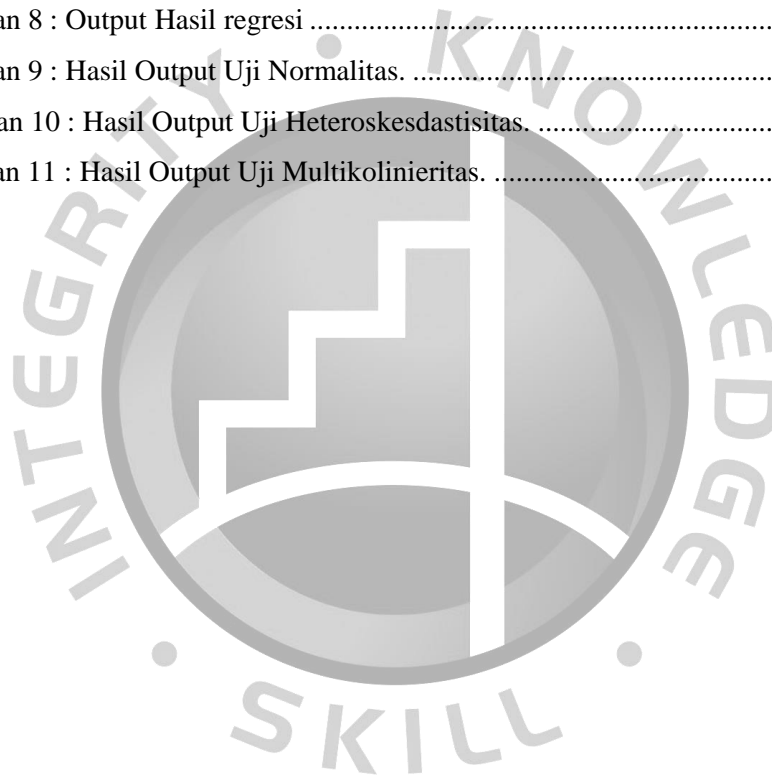 an 8 : Output Hasil regresi ..........................................................................
an 9 : Hasil Output Uji Normalitas. .........................................................
an 10 : Hasil Output Uji Heteroskesdastisitas. .....................................
an 11 : Hasil Output Uji Multikolinieritas. ............................................
INTEGRITY • KNOWLEDGE • SKILL •